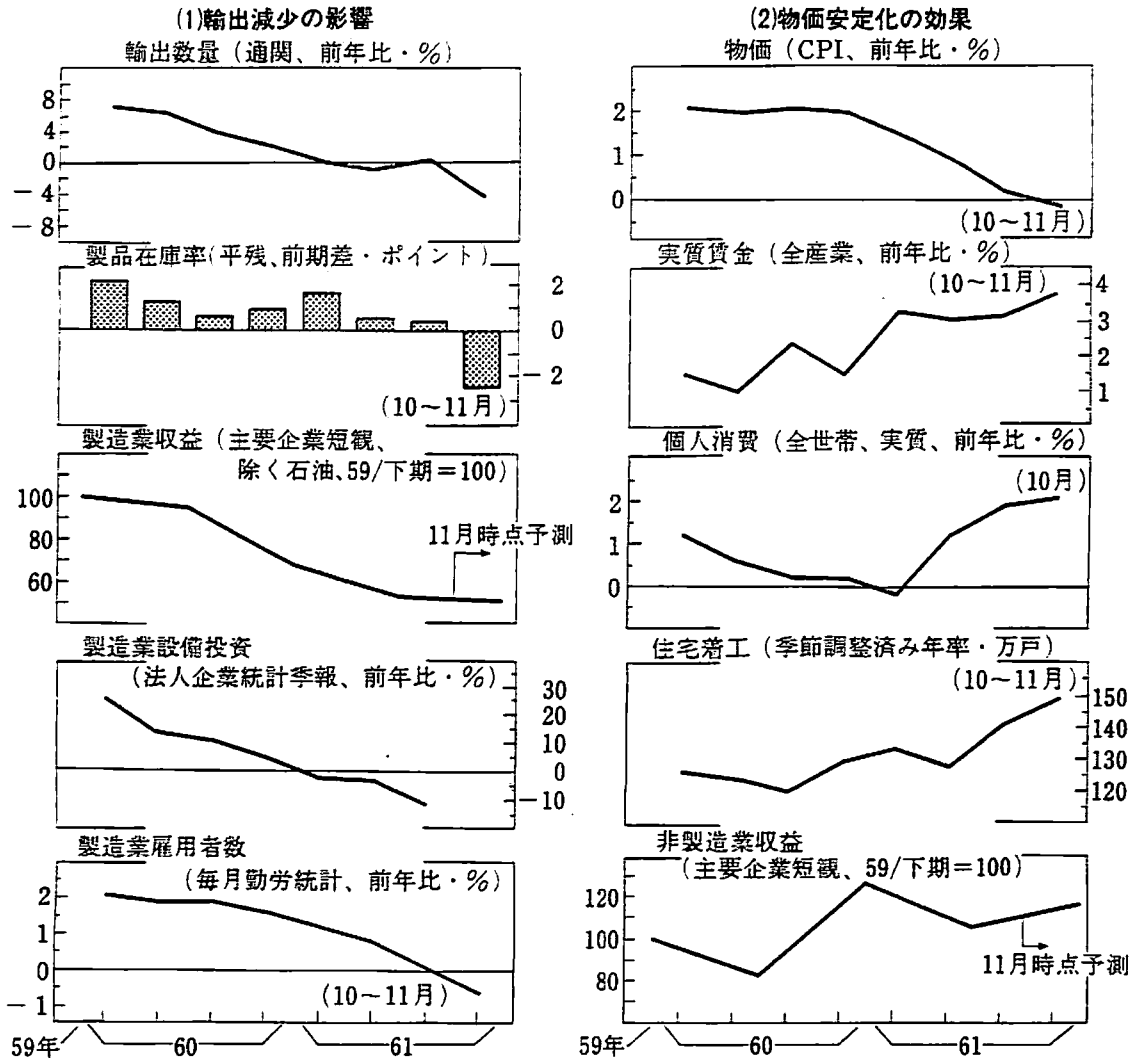 (1)輸出減少の影響
輸出数量（通関、前年比・％）
8
4
0
－4
－8
製品在庫率(平残、前期差・ポイント)
2
0
－2
(10～11月)
製造業収益（主要企業短観、
除く石油、59/下期＝100）
100
80
60
11月時点予測
製造業設備投資
(法人企業統計季報、前年比・％)
30
20
10
0
－10
製造業雇用者数
(毎月勤労統計、前年比・％)
2
1
0
－1
(10～11月)
59年
60
61
(2)物価安定化の効果
物価（CPI、前年比・％）
2
1
0
(10～11月)
実質賃金（全産業、前年比・％）
(10～11月)
4
3
2
1
個人消費（全世帯、実質、前年比・％）
(10月)
2
1
0
住宅着工（季節調整済み年率・万戸）
(10～11月)
150
140
130
120
非製造業収益
(主要企業短観、59/下期＝100)
120
100
80
11月時点予測
59年
60
61